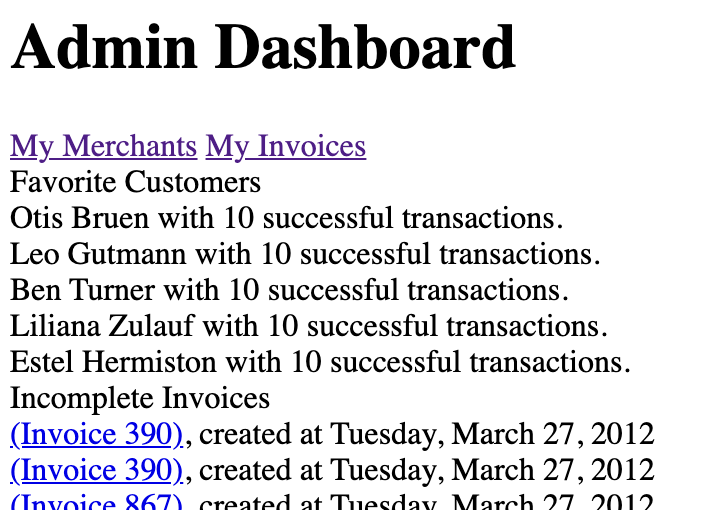 Admin Dashboard
My Merchants My Invoices
Favorite Customers
Otis Bruen with 10 successful transactions.
Leo Gutmann with 10 successful transactions.
Ben Turner with 10 successful transactions.
Liliana Zulauf with 10 successful transactions.
Estel Hermiston with 10 successful transactions.
Incomplete Invoices
(Invoice 390), created at Tuesday, March 27, 2012
(Invoice 390), created at Tuesday, March 27, 2012
(Invoice 867), created at Tuesday, March 27, 2012